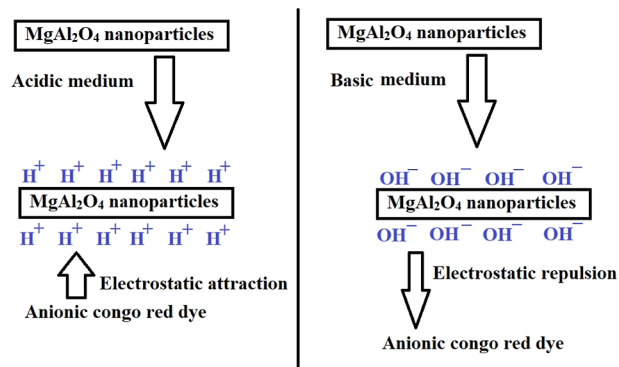 MgAl₂O₄ nanoparticles
Acidic medium
H⁺ H⁺ H⁺ H⁺ H⁺ H⁺
MgAl₂O₄ nanoparticles
H⁺ H⁺ H⁺ H⁺ H⁺ H⁺
Electrostatic attraction
Anionic congo red dye
MgAl₂O₄ nanoparticles
Basic medium
OH⁻ OH⁻ OH⁻ OH⁻
MgAl₂O₄ nanoparticles
OH⁻ OH⁻ OH⁻ OH⁻
Electrostatic repulsion
Anionic congo red dye